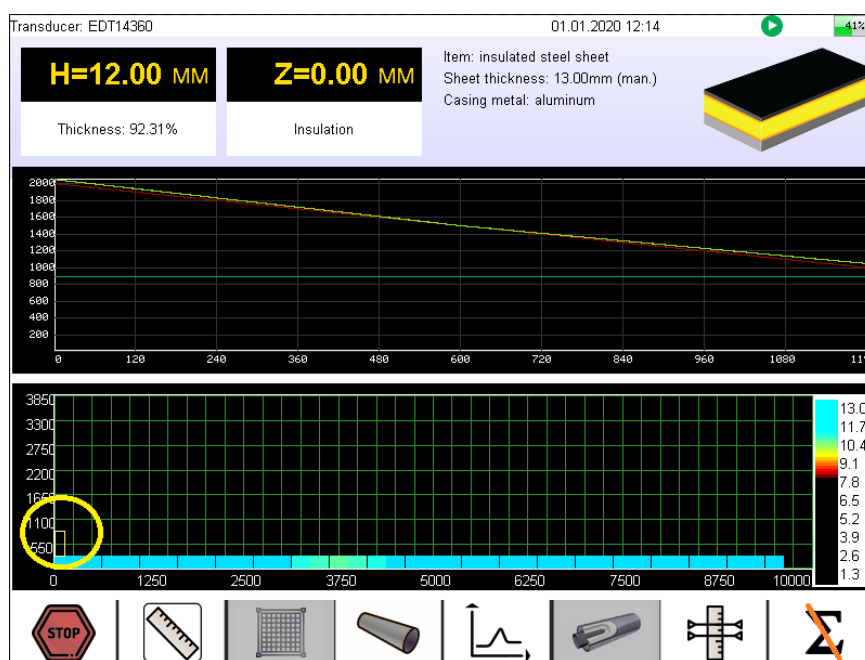 Transducer: EDT14360 01.01.2020 12:14 41%
H=12.00 MM
Z=0.00 MM
Thickness: 92.31%
Insulation
Item: insulated steel sheet
Sheet thickness: 13.00mm (man.)
Casing metal: aluminum
2000
1800
1600
1400
1200
1000
800
600
400
200
0 120 240 360 480 600 720 840 960 1080 119
3850
3300
2750
2200
1650
1100
550
0 1250 2500 3750 5000 6250 7500 8750 10000
13.0
11.7
10.4
9.1
7.8
6.5
5.2
3.9
2.6
1.3
STOP
Σ